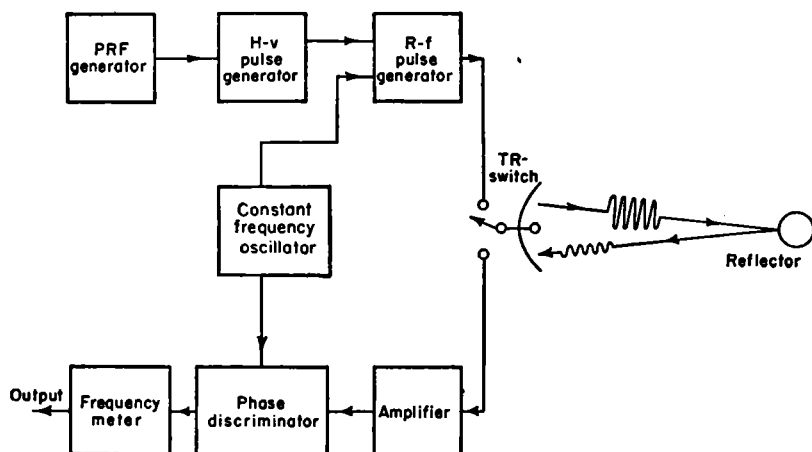 PRF
generator
H-v
pulse
generator
R-f
pulse
generator
TR-
switch
Constant
frequency
oscillator
Reflector
Output
Frequency
meter
Phase
discriminator
Amplifier